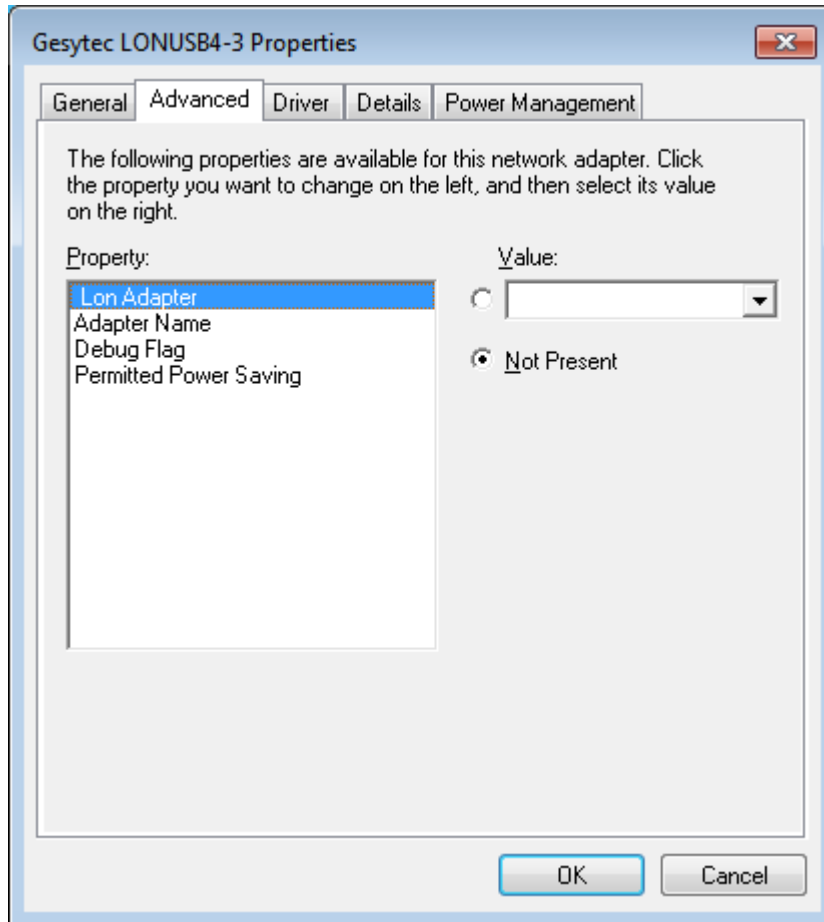 Gesytec LONUSB4-3 Properties
General
Advanced
Driver
Details
Power Management
The following properties are available for this network adapter. Click
the property you want to change on the left, and then select its value
on the right.
Property:
Value:
Lon Adapter
Adapter Name
Debug Flag
Permitted Power Saving
Not Present
OK
Cancel